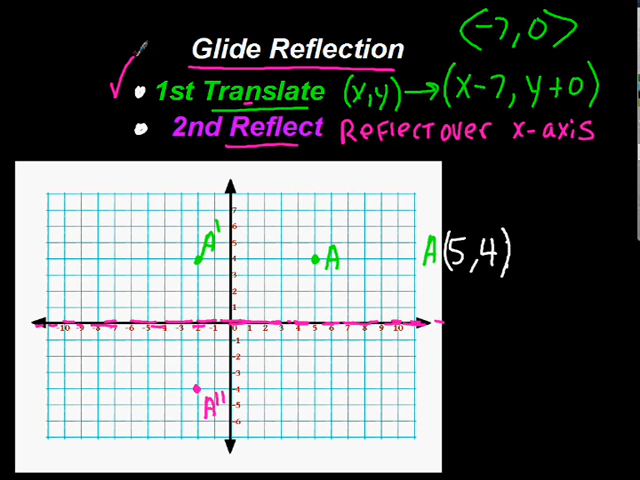 <-7, 0>
Glide Reflection
1st Translate (x,y) → (x-7, y+0)
2nd Reflect Reflect over x-axis
7
6
5
A' 4 A A(5,4)
3
2
1
-10 -9 -8 -7 -6 -5 -4 -3 -2 -1 0 1 2 3 4 5 6 7 8 9 10
-1
-2
-3
-4
A'' -5
-6